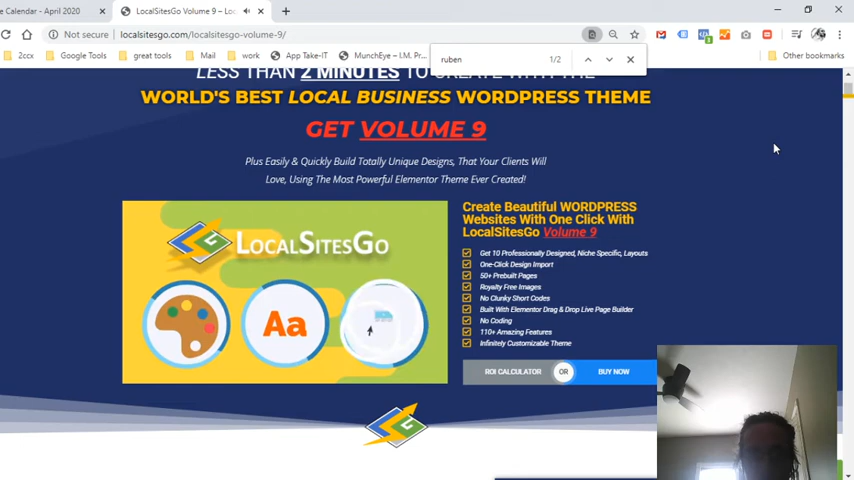 e Calendar - April 2020
LocalSitesGo Volume 9 – Lo
Not secure | localsitesgo.com/localsitesgo-volume-9/
2ccx
Google Tools
great tools
Mail
work
App Take-IT
MunchEye – I.M. Pr
Other bookmarks
ruben
1/2
LESS THAN 2 MINUTES TO CREATE WITH THE
WORLD'S BEST LOCAL BUSINESS WORDPRESS THEME
GET VOLUME 9
Plus Easily & Quickly Build Totally Unique Designs, That Your Clients Will
Love, Using The Most Powerful Elementor Theme Ever Created!
LOCALSITESGO
Aa
Create Beautiful WORDPRESS
Websites With One Click With
LocalSitesGo Volume 9
Get 10 Professionally Designed, Niche Specific, Layouts
One-Click Design Import
50+ Prebuilt Pages
Royalty Free Images
No Clunky Short Codes
Built With Elementor Drag & Drop Live Page Builder
No Coding
110+ Amazing Features
Infinitely Customizable Theme
ROI CALCULATOR
OR
BUY NOW